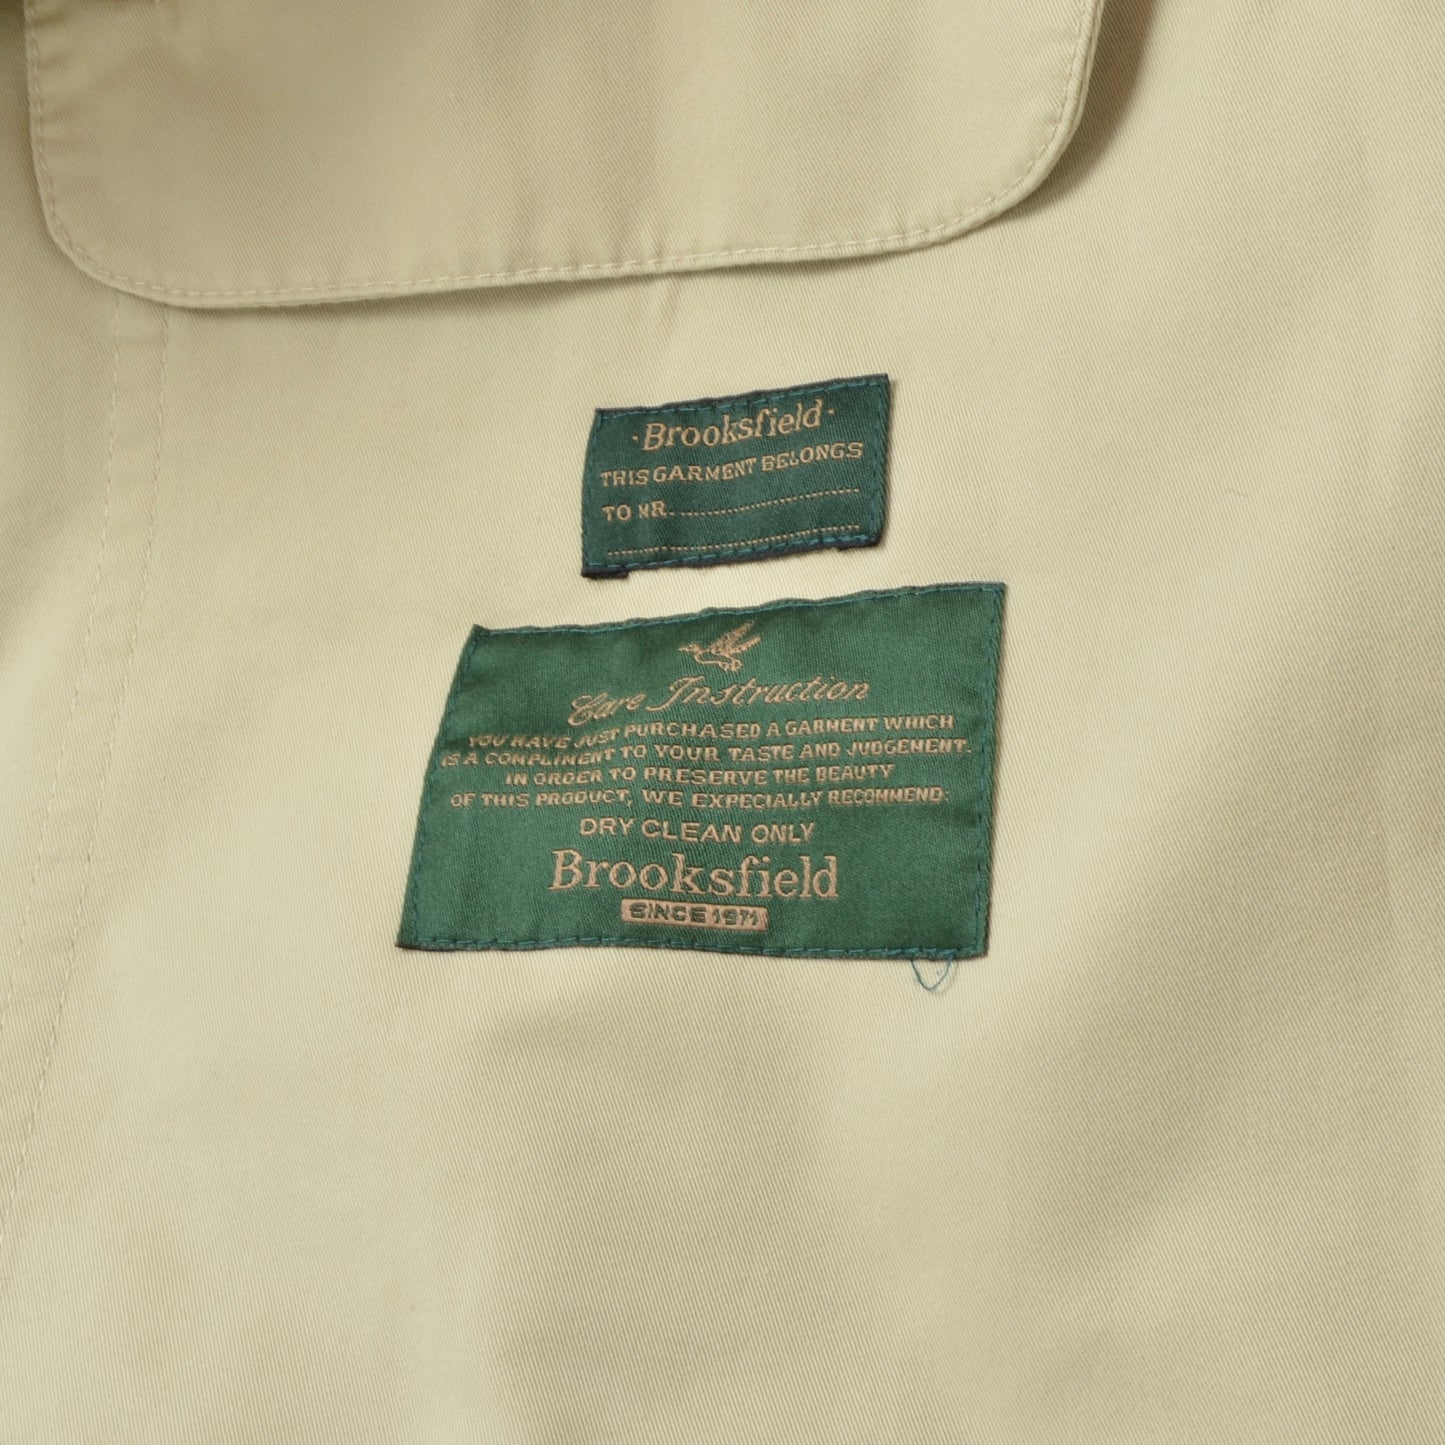 ·Brooksfield·
THIS GARMENT BELONGS
TO MR.
Care Instruction
YOU HAVE JUST PURCHASED A GARMENT WHICH
IS A COMPLIMENT TO YOUR TASTE AND JUDGEMENT.
IN ORDER TO PRESERVE THE BEAUTY
OF THIS PRODUCT, WE EXPECIALLY RECOMMEND:
DRY CLEAN ONLY
Brooksfield
SINCE 1971